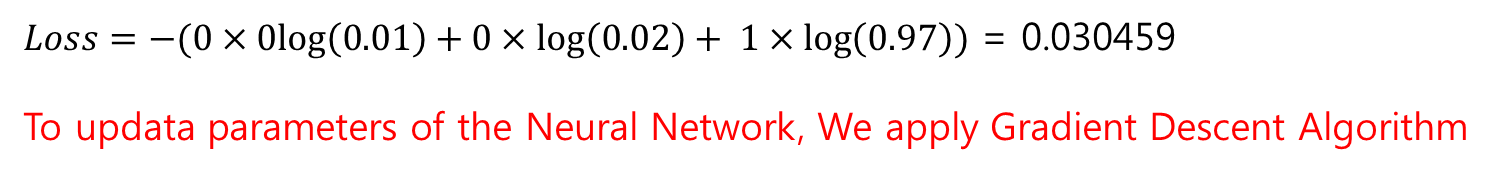 Loss = −(0 × 0log(0.01) + 0 × log(0.02) + 1 × log(0.97)) = 0.030459
To updata parameters of the Neural Network, We apply Gradient Descent Algorithm